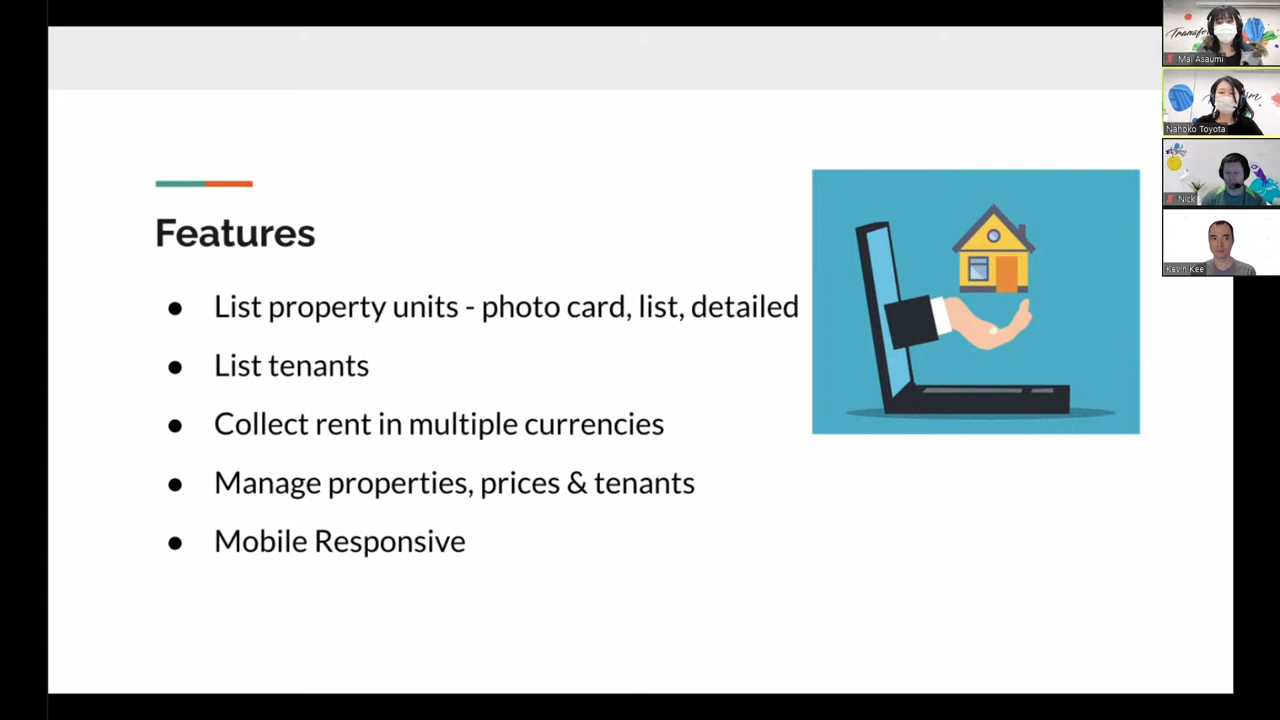 Features
● List property units - photo card, list, detailed
● List tenants
● Collect rent in multiple currencies
● Manage properties, prices & tenants
● Mobile Responsive
Mai Asaumi
Nahoko Toyota
Nick
Kevin Kee